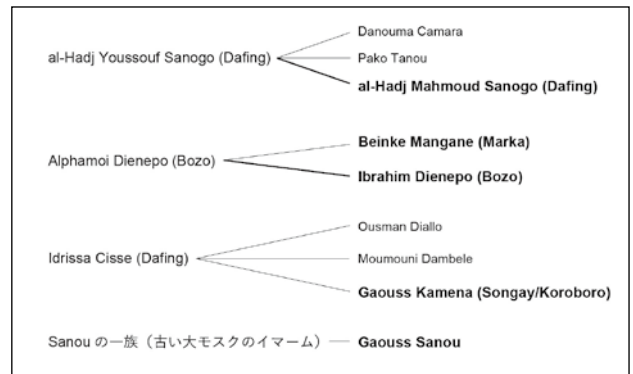 al-Hadj Youssouf Sanogo (Dafing)
Danouma Camara
Pako Tanou
al-Hadj Mahmoud Sanogo (Dafing)
Alphamoi Dienepo (Bozo)
Beinke Mangane (Marka)
Ibrahim Dienepo (Bozo)
Idrissa Cisse (Dafing)
Ousman Diallo
Moumouni Dambele
Gaouss Kamena (Songay/Koroboro)
Sanou の一族（古い大モスクのイマーム）
Gaouss Sanou